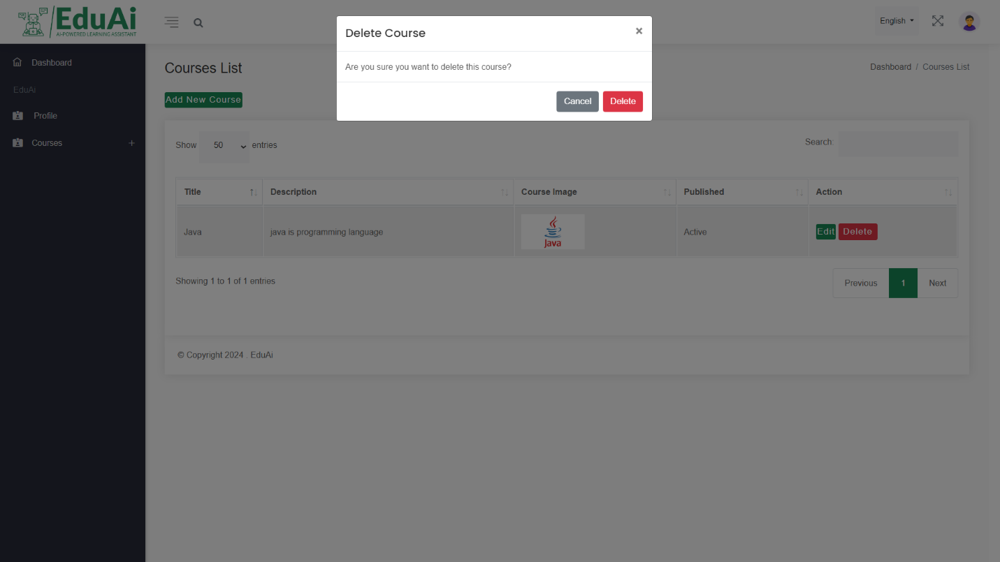 EduAi
AI-POWERED LEARNING ASSISTANT
English
Delete Course ×
Are you sure you want to delete this course?
Cancel Delete
Dashboard
EduAi
Profile
Courses +
Courses List
Dashboard / Courses List
Add New Course
Show 50 entries
Search:
Title Description Course Image Published Action
Java java is programming language Java Active Edit Delete
Showing 1 to 1 of 1 entries
Previous 1 Next
© Copyright 2024 . EduAi